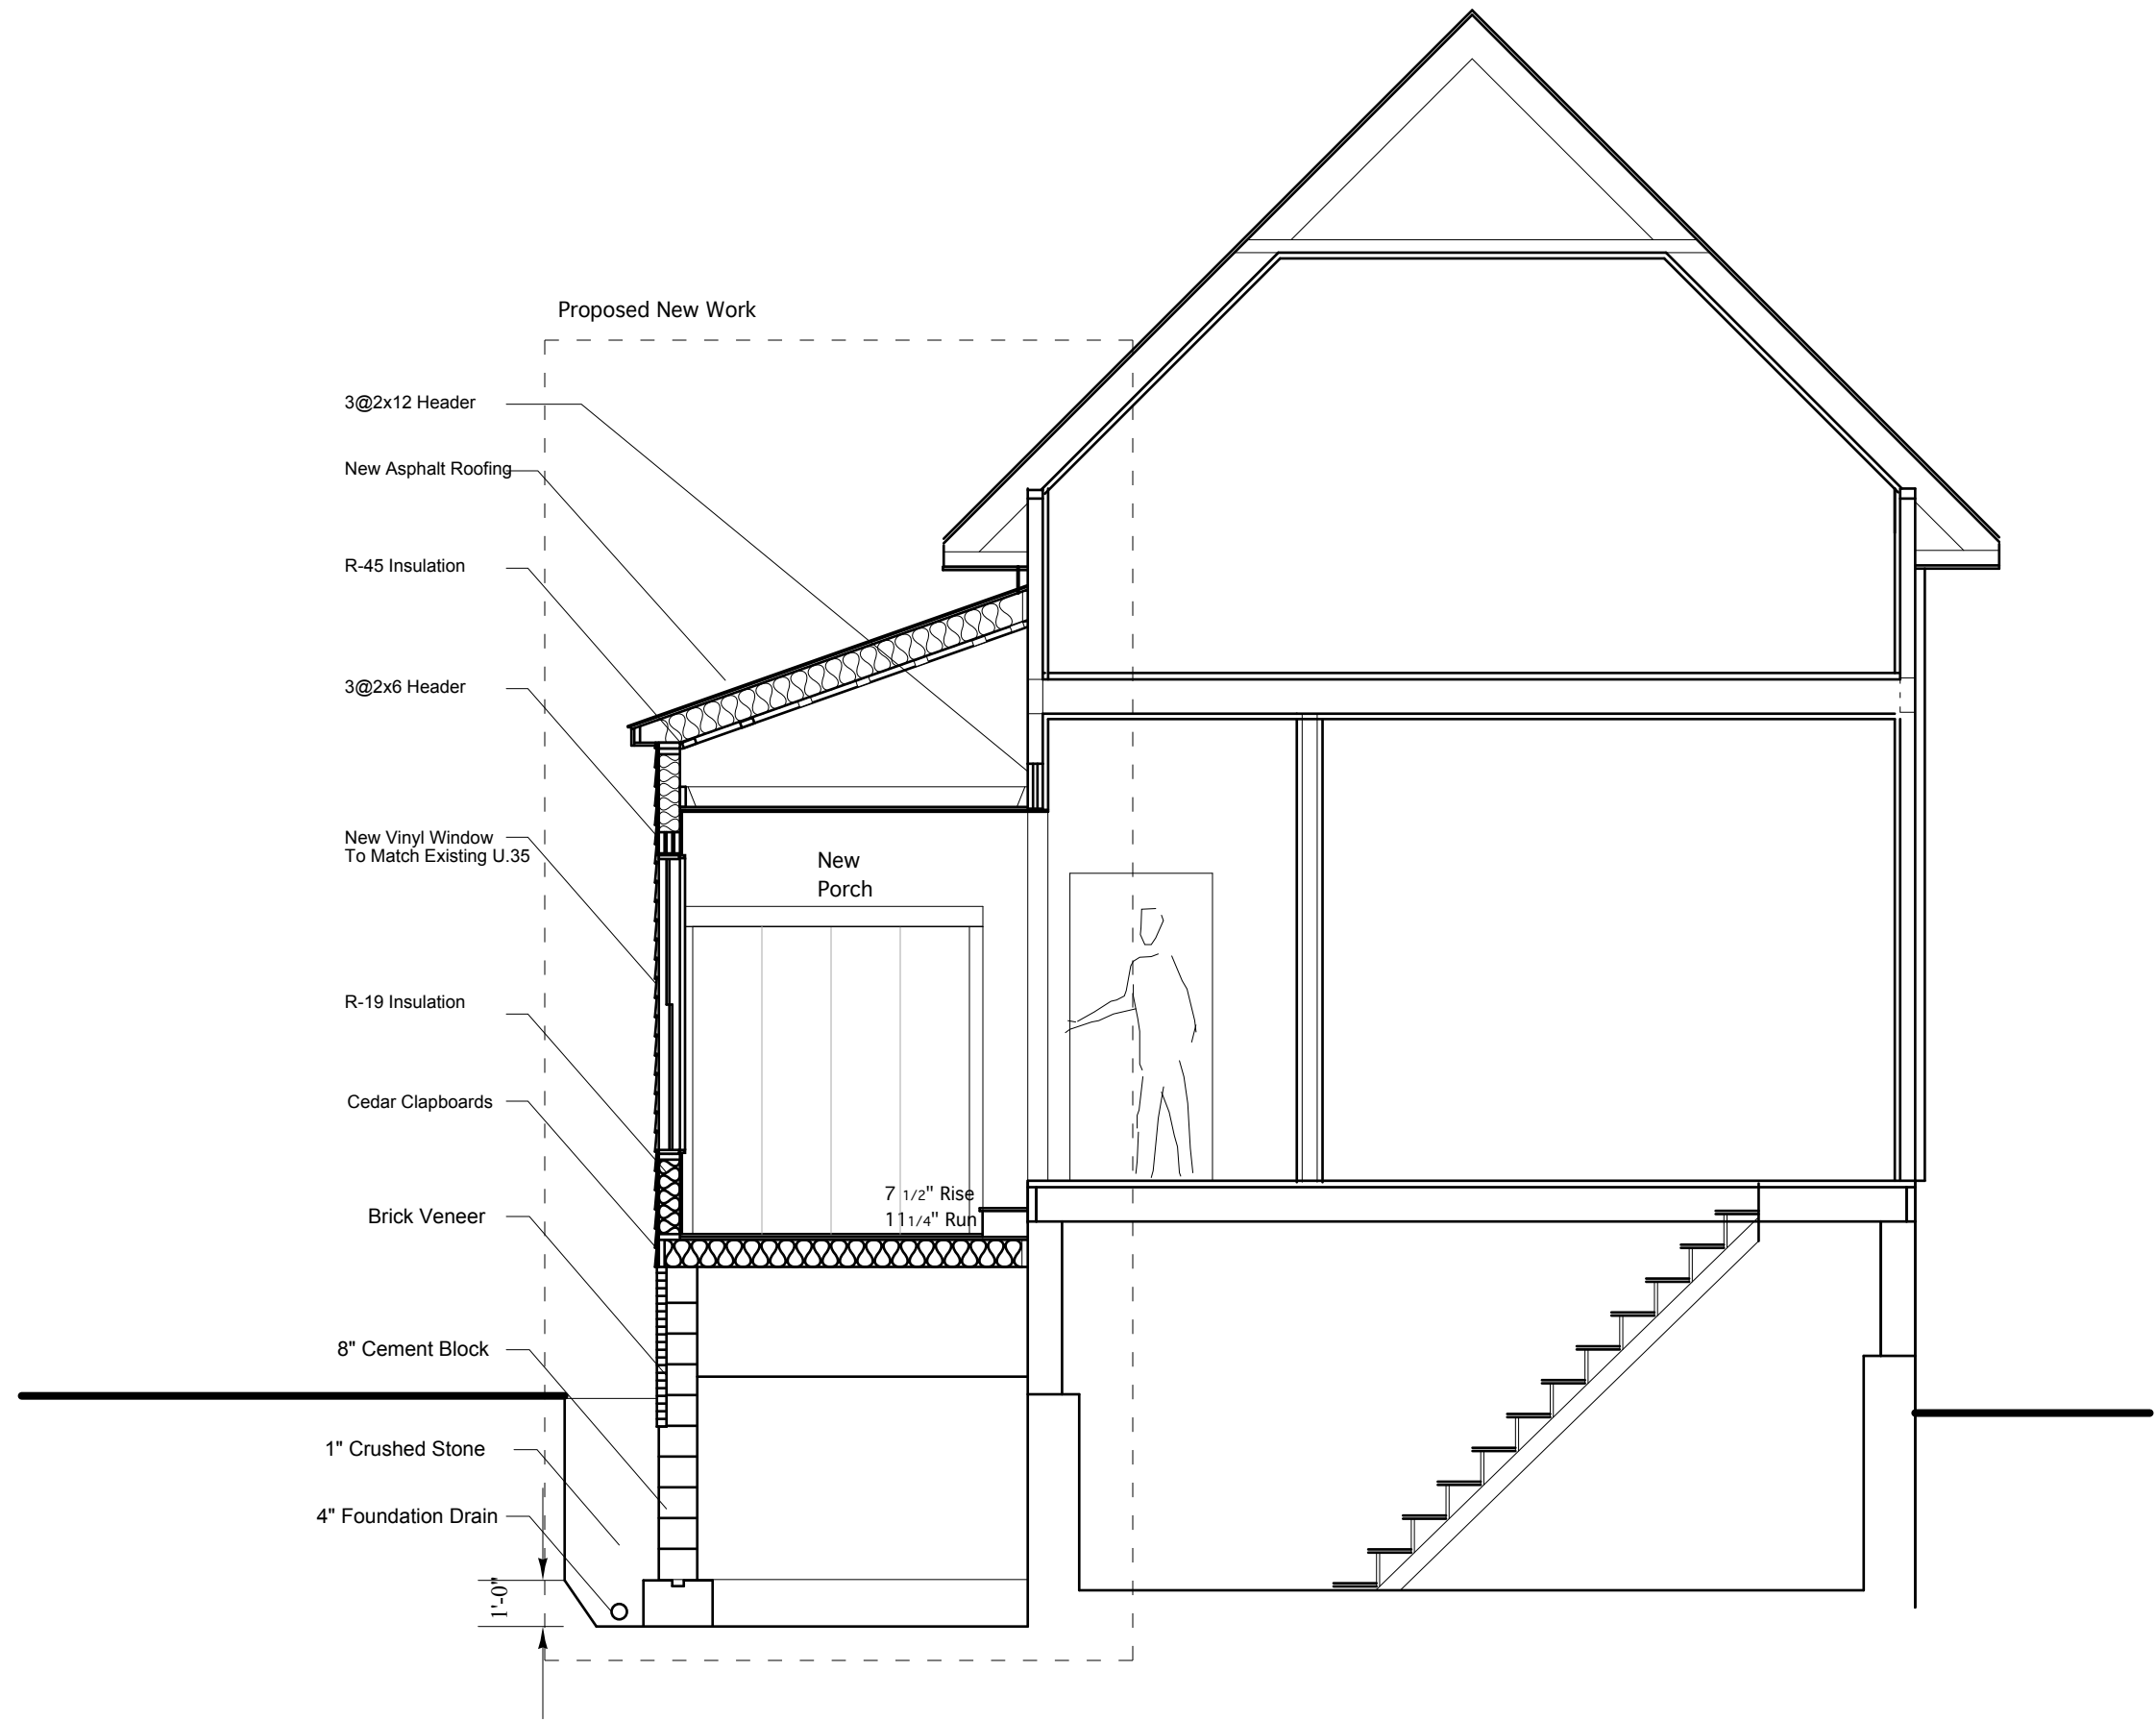 Proposed New Work
3@2x12 Header
New Asphalt Roofing
R-45 Insulation
3@2x6 Header
New Vinyl Window
To Match Existing U.35
New
Porch
R-19 Insulation
Cedar Clapboards
7 1/2" Rise
11 1/4" Run
Brick Veneer
8" Cement Block
1" Crushed Stone
4" Foundation Drain
1'-0"